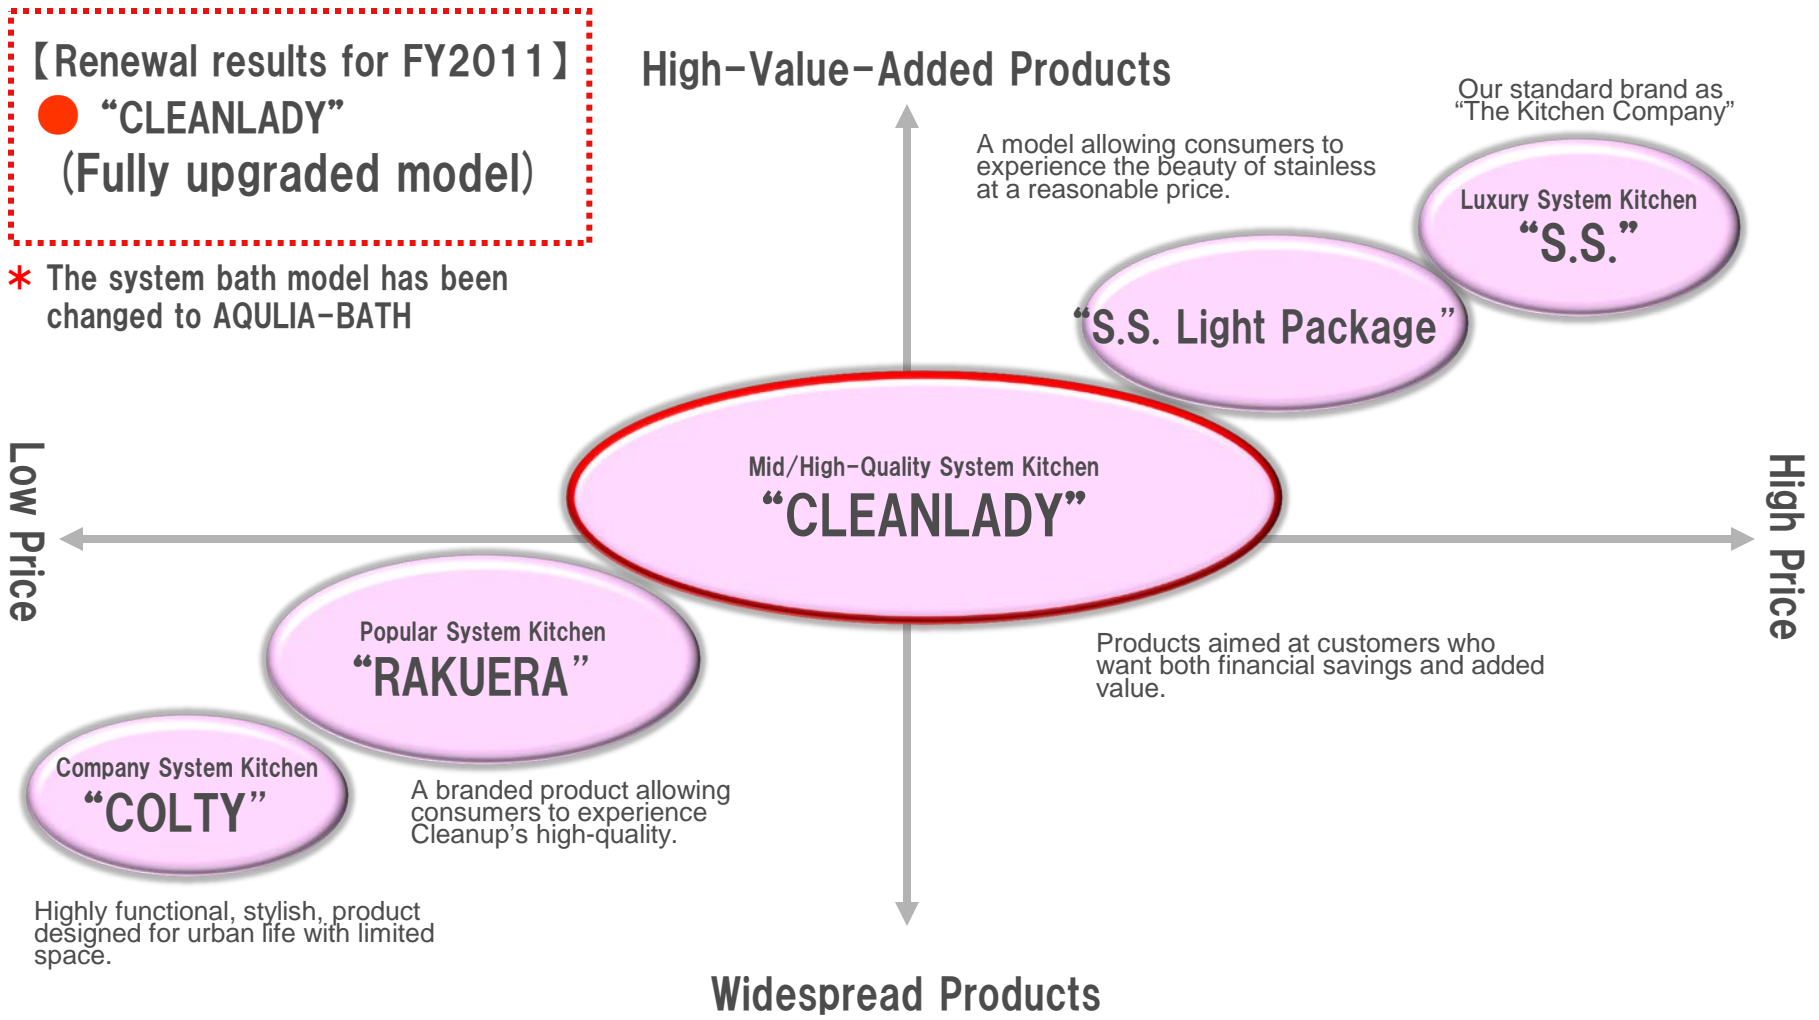 【Renewal results for FY2011】
“CLEANLADY”
(Fully upgraded model)
* The system bath model has been
changed to AQULIA-BATH
High-Value-Added Products
Our standard brand as
“The Kitchen Company”
A model allowing consumers to
experience the beauty of stainless
at a reasonable price.
Luxury System Kitchen
“S.S.”
“S.S. Light Package”
Low Price
Mid/High-Quality System Kitchen
“CLEANLADY”
High Price
Popular System Kitchen
“RAKUERA”
Products aimed at customers who
want both financial savings and added
value.
Company System Kitchen
“COLTY”
A branded product allowing
consumers to experience
Cleanup's high-quality.
Highly functional, stylish, product
designed for urban life with limited
space.
Widespread Products